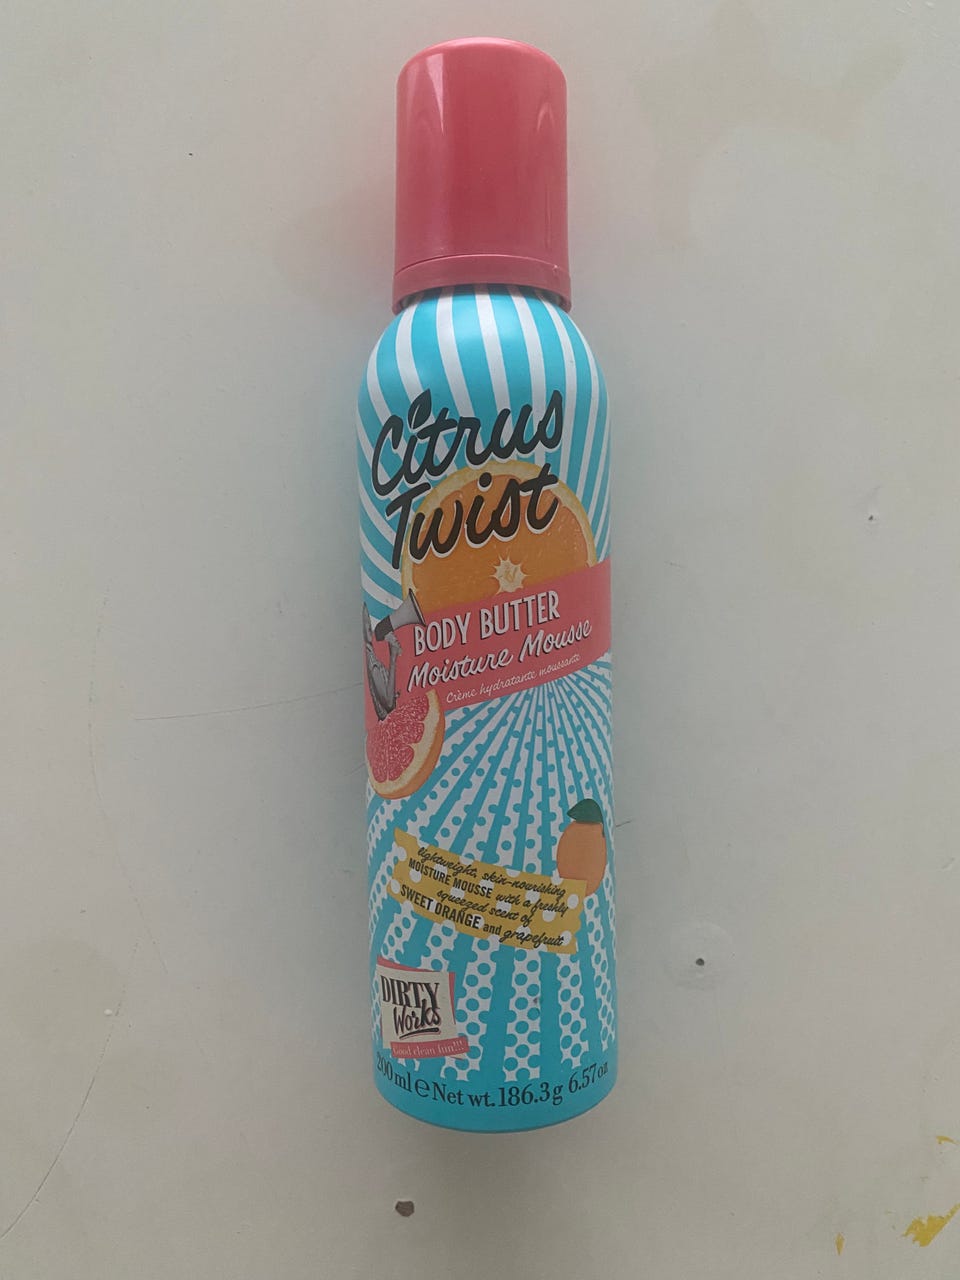 Citrus
Twist
BODY BUTTER
Moisture Mousse
Crème hydratante moussante
lightweight, skin-nourishing
MOISTURE MOUSSE with a freshly
squeezed scent of
SWEET ORANGE and grapefruit
DIRTY
Works
Good clean fun!!!
200ml e Net wt. 186.3g 6.57oz